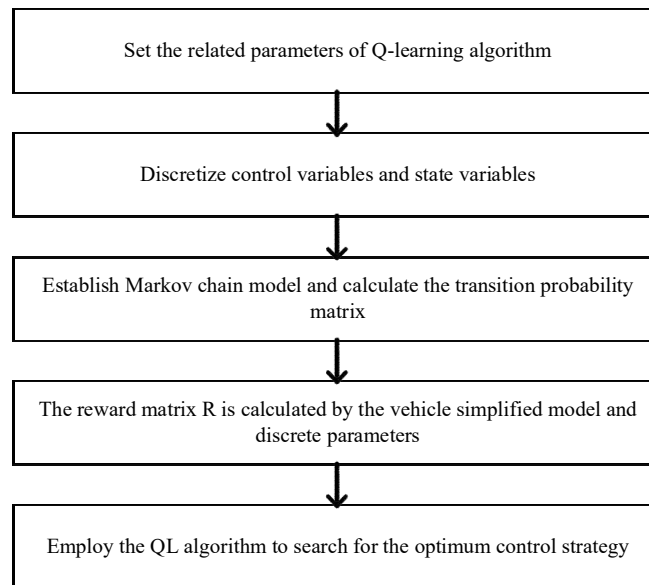 Set the related parameters of Q-learning algorithm
Discretize control variables and state variables
Establish Markov chain model and calculate the transition probability
matrix
The reward matrix R is calculated by the vehicle simplified model and
discrete parameters
Employ the QL algorithm to search for the optimum control strategy